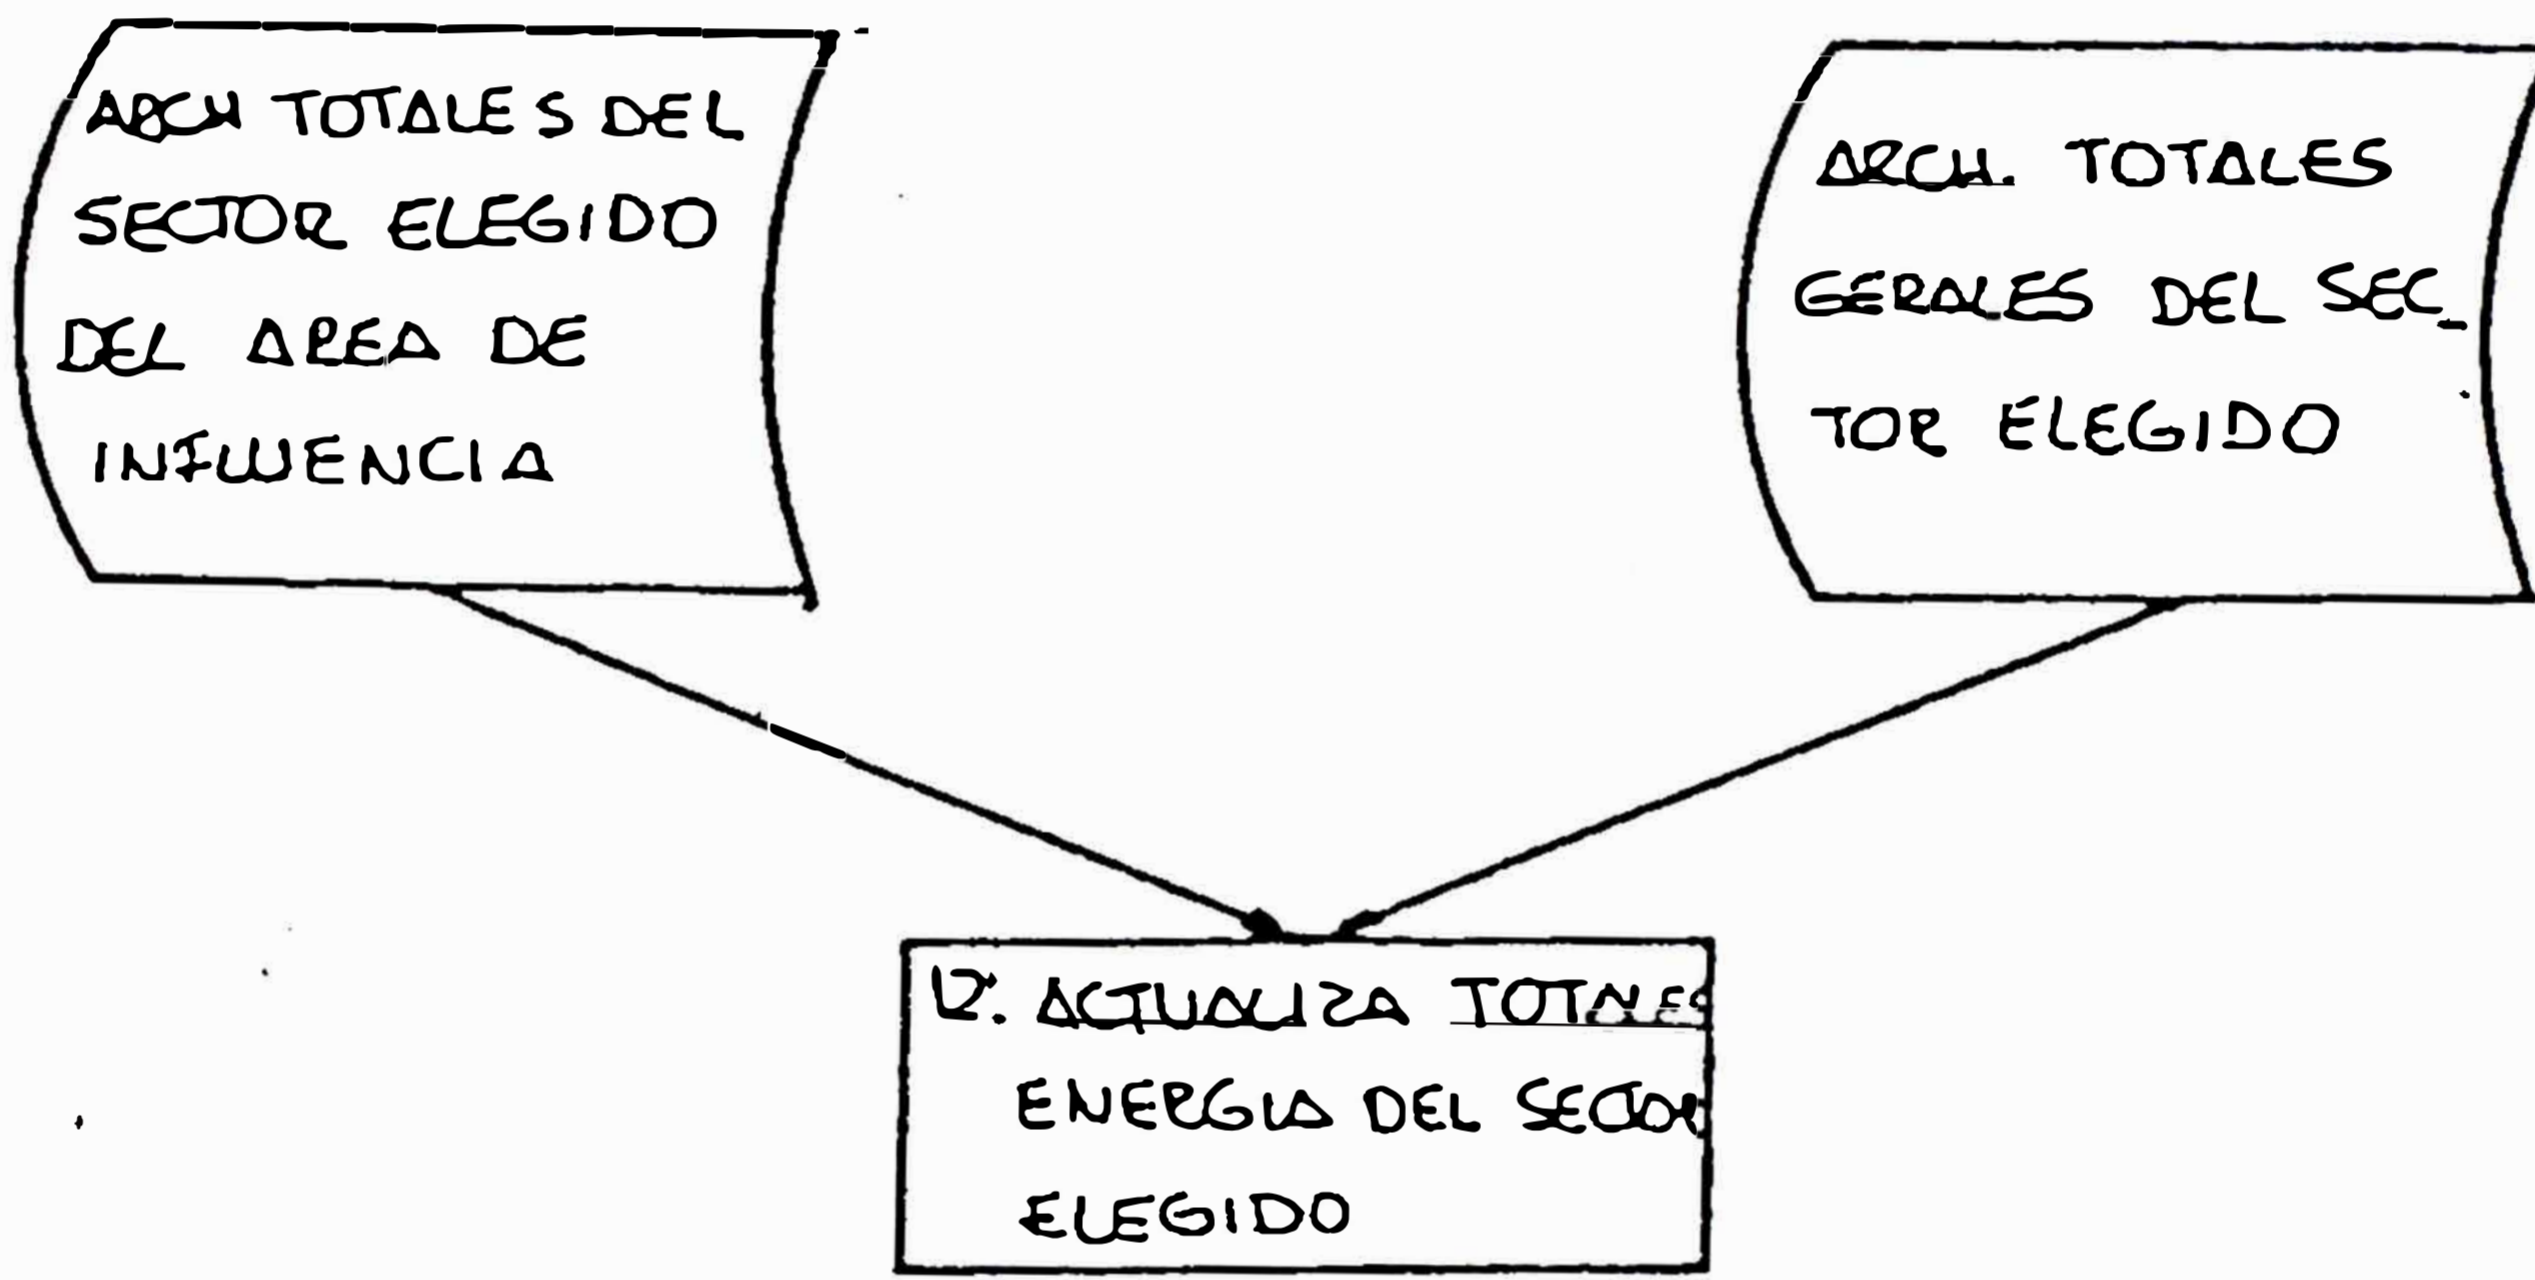 ARCH TOTALES DEL
SECTOR ELEGIDO
DEL AREA DE
INFLUENCIA
ARCH. TOTALES
GERALES DEL SEC_
TOR ELEGIDO
12. ACTUALIZA TOTALES
ENERGIA DEL SECTOR
ELEGIDO